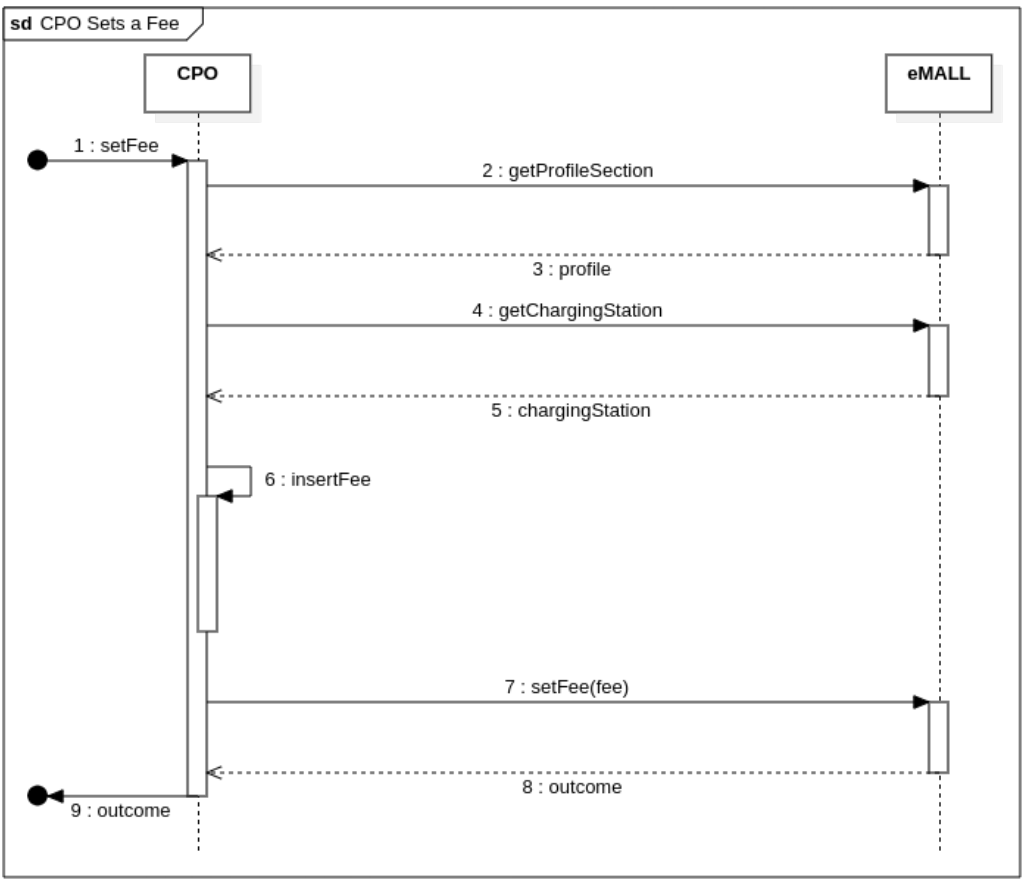 sd CPO Sets a Fee
CPO
eMALL
1 : setFee
2 : getProfileSection
3 : profile
4 : getChargingStation
5 : chargingStation
6 : insertFee
7 : setFee(fee)
8 : outcome
9 : outcome